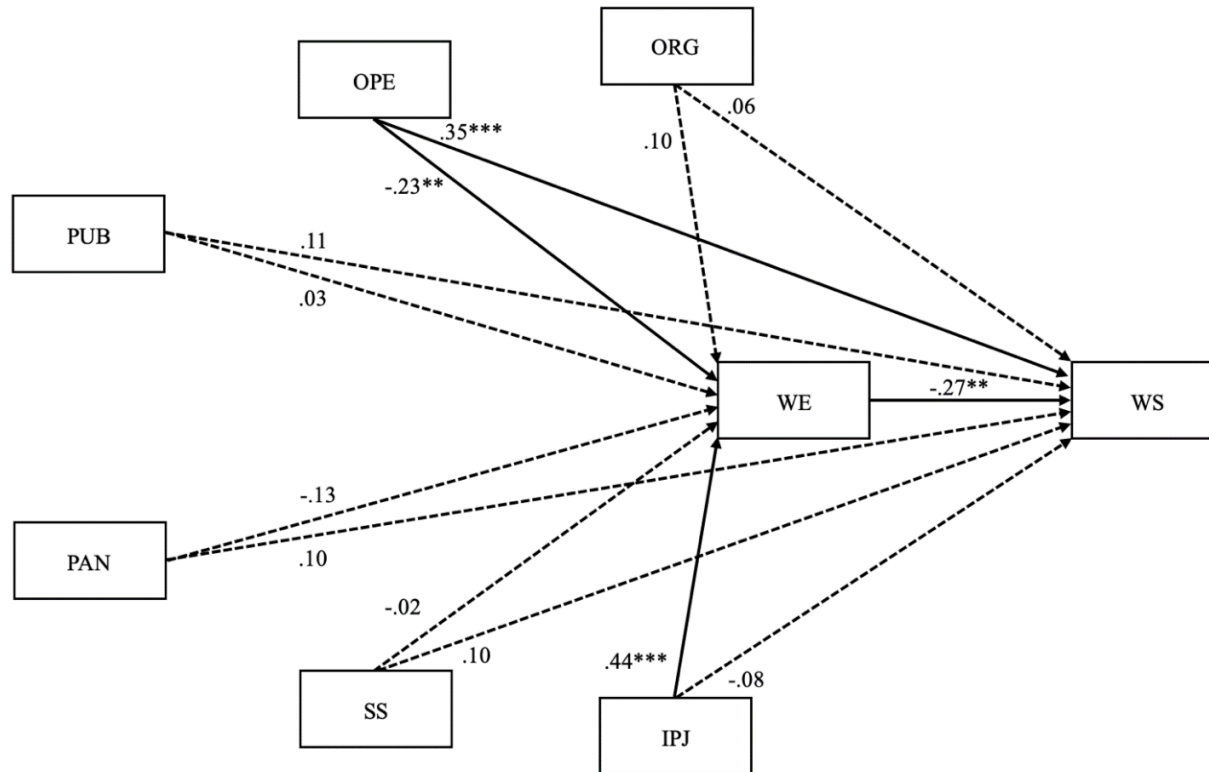 ORG
OPE
.06
.35***
.10
-.23**
PUB
.11
.03
WE
-.27**
WS
-.13
PAN
.10
-.02
.10
.44***
-.08
SS
IPJ